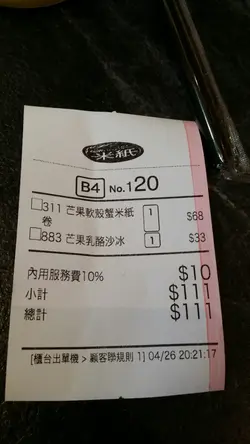 米紙
B4 No.120
311 芒果軟殼蟹米紙卷 1 $68
883 芒果乳酪沙冰 1 $33
內用服務費10% $10
小計 $111
總計 $111
[櫃台出單機 > 顧客聯規則 1] 04/26 20:21:17